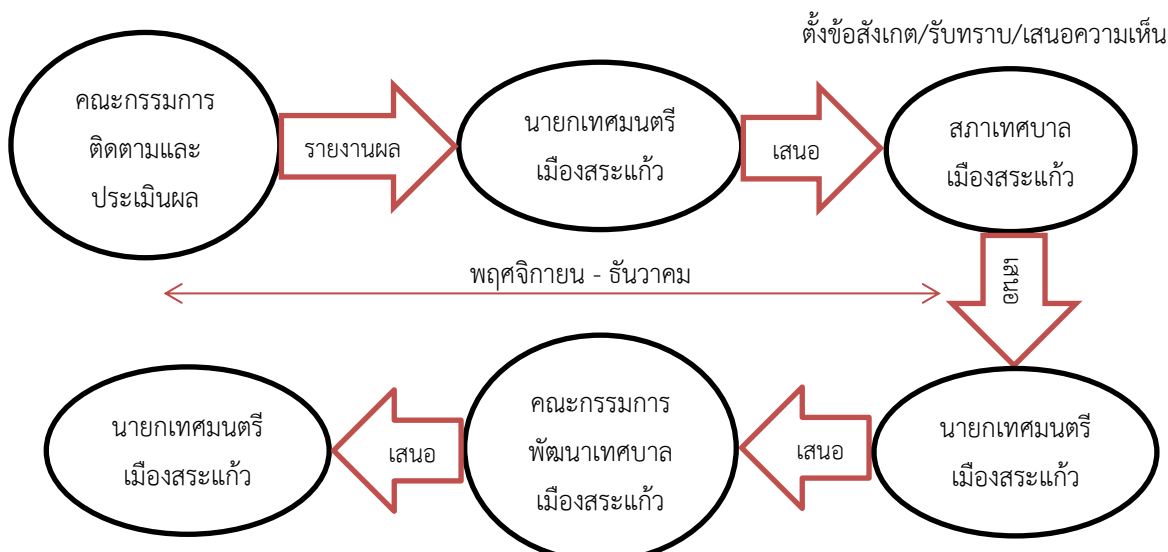 ตั้งข้อสังเกต/รับทราบ/เสนอความเห็น
คณะกรรมการ
ติดตามและ
ประเมินผล
รายงานผล
นายกเทศมนตรี
เมืองสระแก้ว
เสนอ
สภาเทศบาล
เมืองสระแก้ว
เสนอ
พฤศจิกายน - ธันวาคม
นายกเทศมนตรี
เมืองสระแก้ว
เสนอ
คณะกรรมการ
พัฒนาเทศบาล
เมืองสระแก้ว
เสนอ
นายกเทศมนตรี
เมืองสระแก้ว